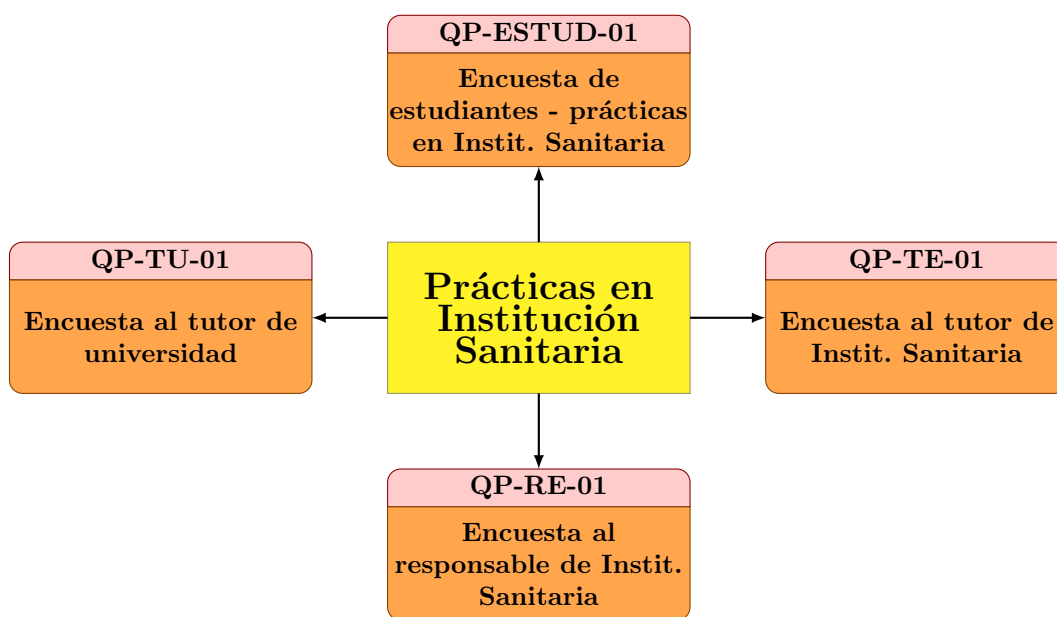 QP-ESTUD-01
Encuesta de
estudiantes - prácticas
en Instit. Sanitaria
QP-TU-01
Encuesta al tutor de
universidad
Prácticas en
Institución
Sanitaria
QP-TE-01
Encuesta al tutor de
Instit. Sanitaria
QP-RE-01
Encuesta al
responsable de Instit.
Sanitaria